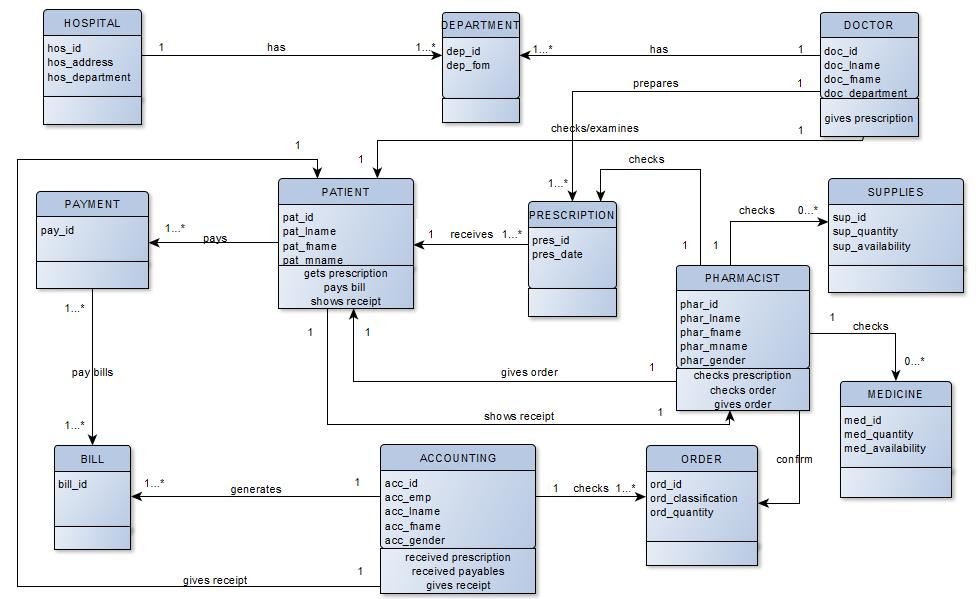 HOSPITAL
hos_id
hos_address
hos_department
1 has 1...*
DEPARTMENT
dep_id
dep_fom
1...* has 1
DOCTOR
doc_id
doc_lname
doc_fname
doc_department
gives prescription
prepares 1
1...*
checks/examines 1
1
1
PATIENT
pat_id
pat_lname
pat_fname
pat_mname
gets prescription
pays bill
shows receipt
PAYMENT
pay_id
1...* pays
1 receives 1...*
PRESCRIPTION
pres_id
pres_date
checks
1
1
checks 0...*
SUPPLIES
sup_id
sup_quantity
sup_availability
PHARMACIST
phar_id
phar_lname
phar_fname
phar_mname
phar_gender
checks prescription
checks order
gives order
1
checks
0...*
MEDICINE
med_id
med_quantity
med_availability
1...*
pay bills
1...*
1
1
gives order 1
shows receipt 1
confirm
BILL
bill_id
1...* generates 1
ACCOUNTING
acc_id
acc_emp
acc_lname
acc_fname
acc_gender
received prescription
received payables
gives receipt
1 checks 1...*
ORDER
ord_id
ord_classification
ord_quantity
gives receipt 1